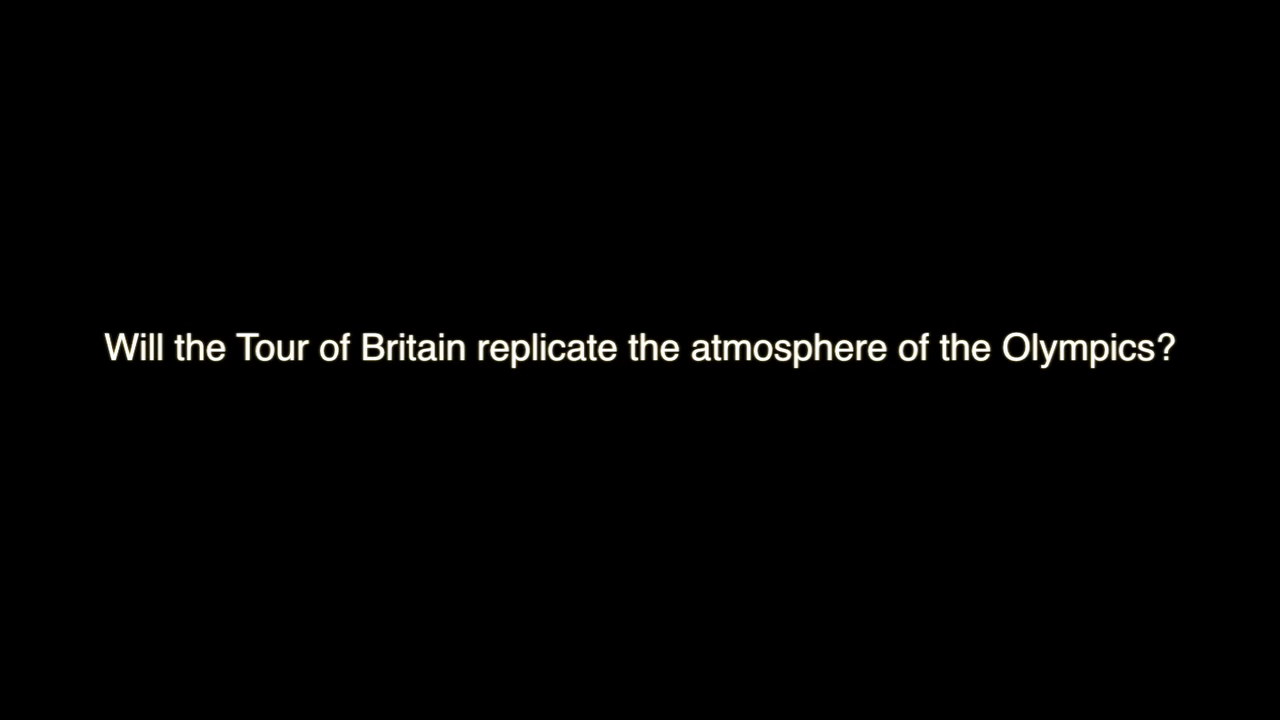 Will the Tour of Britain replicate the atmosphere of the Olympics?